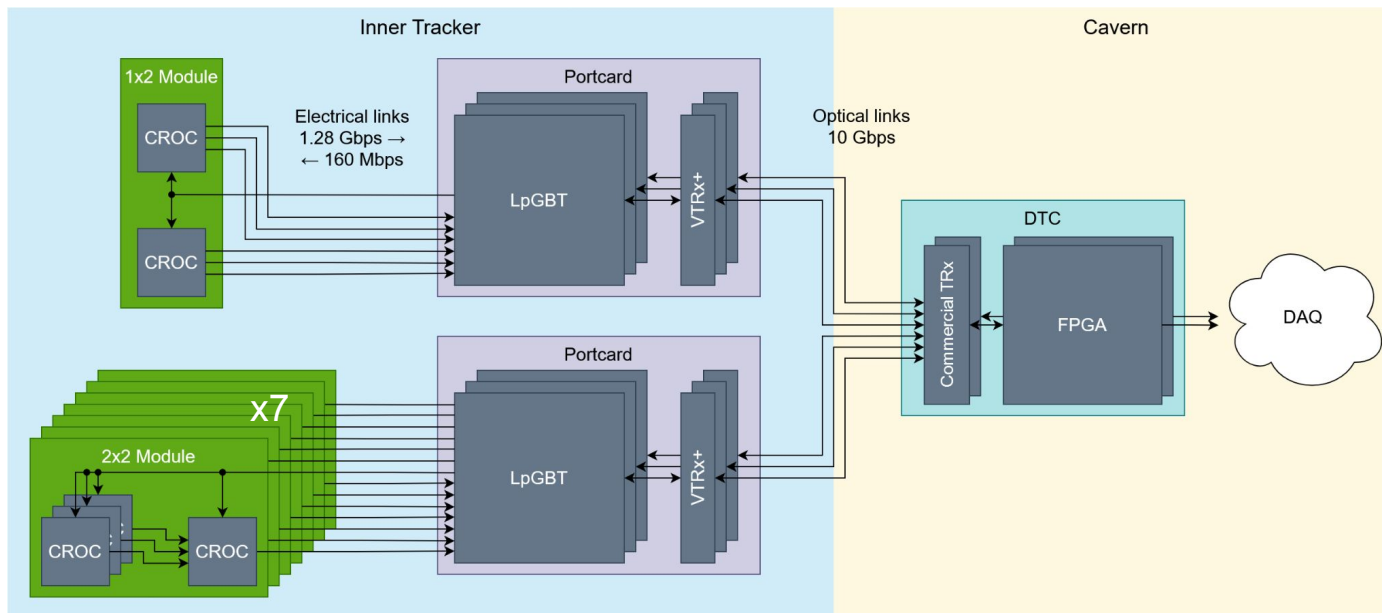 Inner Tracker
Cavern
1x2 Module
CROC
CROC
Electrical links
1.28 Gbps →
← 160 Mbps
Portcard
LpGBT
VTRx+
Optical links
10 Gbps
DTC
Commercial TRx
FPGA
DAQ
x7
2x2 Module
CROC
CROC
Portcard
LpGBT
VTRx+